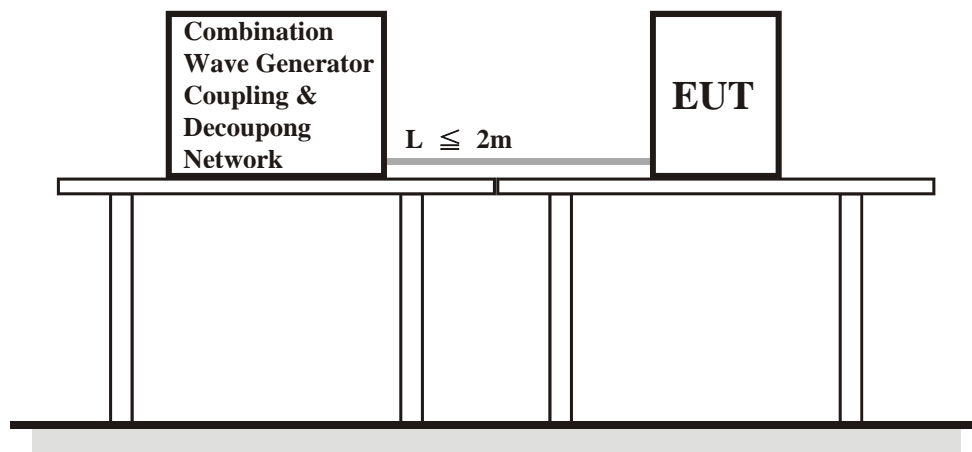 Combination
Wave Generator
Coupling &
Decoupong
Network
L ≦ 2m
EUT